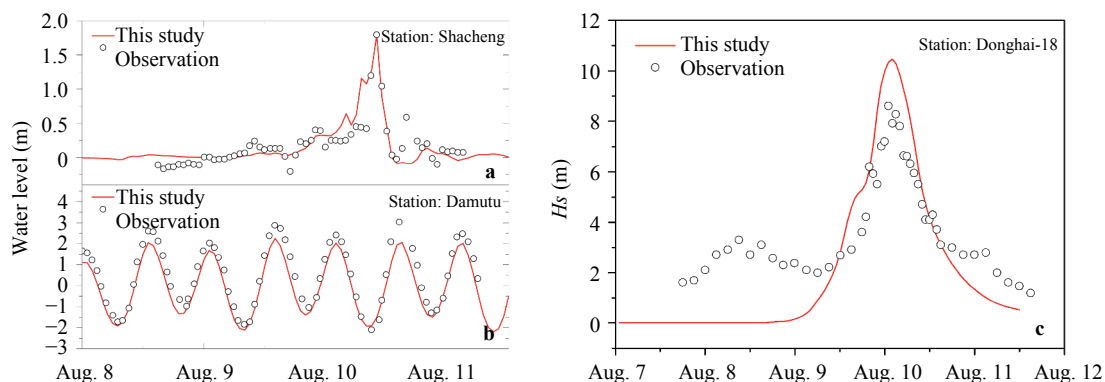 2.0
1.5
1.0
0.5
0
This study
Observation
Station: Shacheng
a
Water level (m)
4
3
2
1
0
−1
−2
−3
This study
Observation
Station: Damutu
b
Aug. 8 Aug. 9 Aug. 10 Aug. 11
12
10
8
6
4
2
0
Hs (m)
This study
Observation
Station: Donghai-18
c
Aug. 7 Aug. 8 Aug. 9 Aug. 10 Aug. 11 Aug. 12